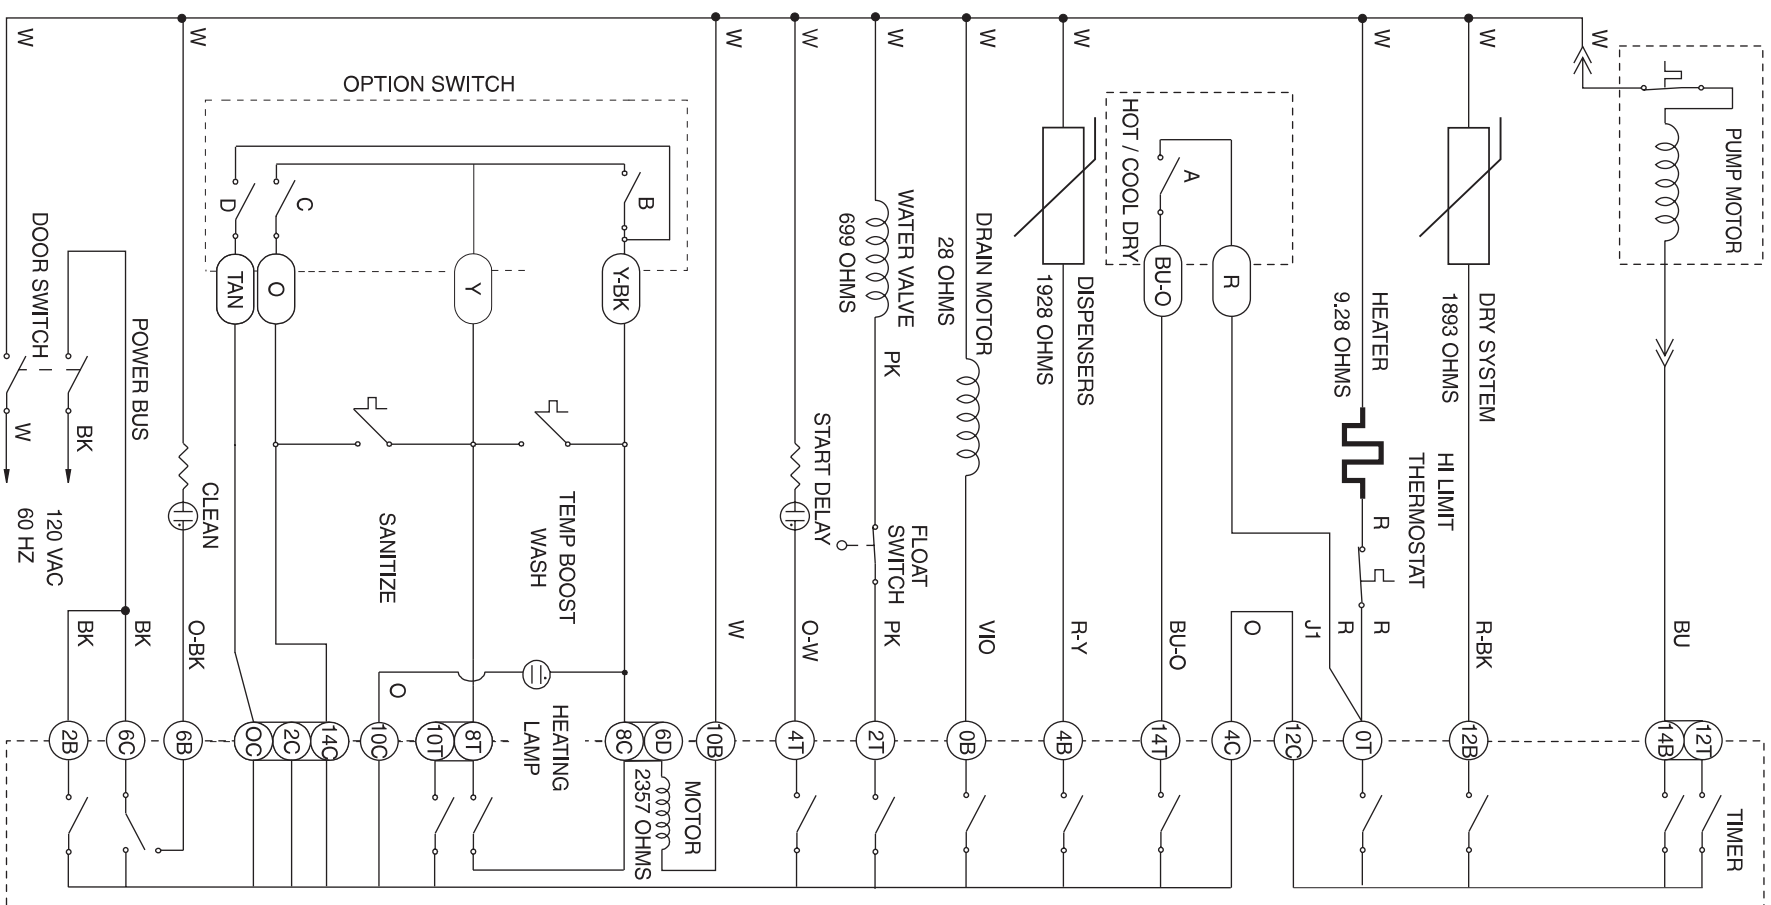 W
W
W
W
W
W
W
W
W
W
OPTION SWITCH
D
C
B
TAN
O
Y
Y-BK
DOOR SWITCH
W
BK
120 VAC
60 HZ
POWER BUS
CLEAN
SANITIZE
TEMP BOOST
WASH
HEATING
LAMP
START DELAY
WATER VALVE
699 OHMS
PK
FLOAT
SWITCH
PK
DRAIN MOTOR
28 OHMS
DISPENSERS
1928 OHMS
HOT / COOL DRY
A
BU-O
R
HEATER
9.28 OHMS
HI LIMIT
THERMOSTAT
R
R
R
J1
DRY SYSTEM
1893 OHMS
PUMP MOTOR
BK
BK
O-BK
O
W
O-W
VIO
R-Y
BU-O
O
R-BK
BU
2B
6C
6B
0C
2C
14C
10C
10T
8T
8C
6D
10B
4T
2T
0B
4B
14T
4C
12C
0T
12B
14B
12T
MOTOR
2357 OHMS
TIMER